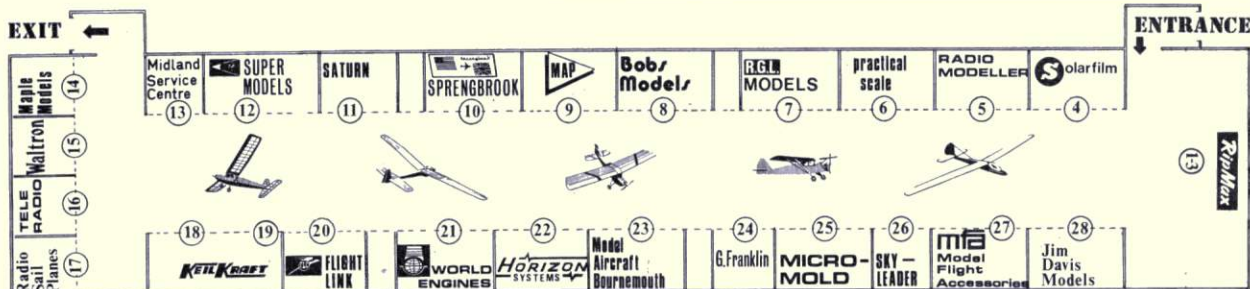 EXIT
ENTRANCE
Midland
Service
Centre
13
SUPER
MODELS
12
SATURN
11
SPRENGBROOK
10
MAP
9
Bobs
Models
8
R.G.L.
MODELS
7
practical
scale
6
RADIO
MODELLER
5
Solarfilm
4
Maple
Models
14
Waltron
15
TELE
RADIO
16
Radio
Sail
Planes
17
1-3
RipMax
18
19
KEILKRAFT
20
FLIGHT
LINK
21
WORLD
ENGINES
22
HORIZON
SYSTEMS
23
Model
Aircraft
Bournemouth
24
G.Franklin
25
MICRO-
MOLD
26
SKY-
LEADER
27
mfa
Model
Flight
Accessories
28
Jim
Davis
Models